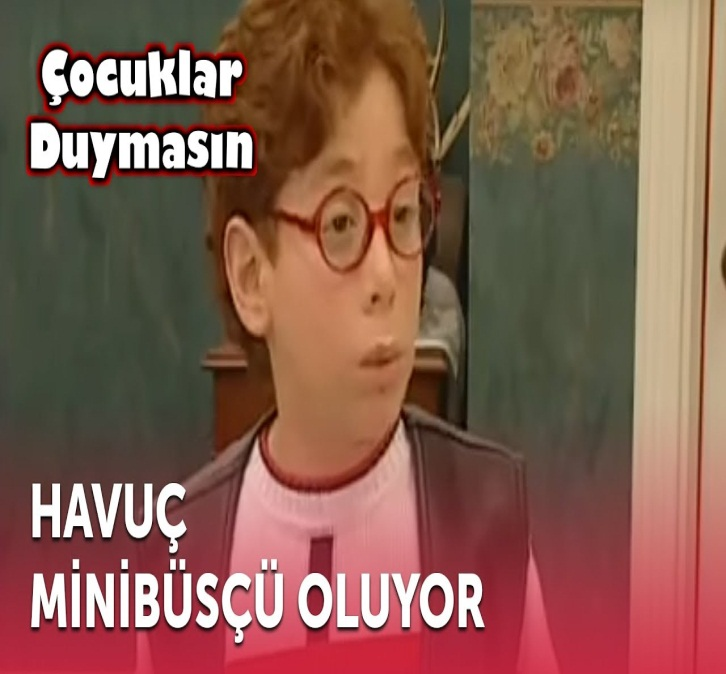 Çocuklar
Duymasın
HAVUÇ
MİNİBÜSÇÜ OLUYOR